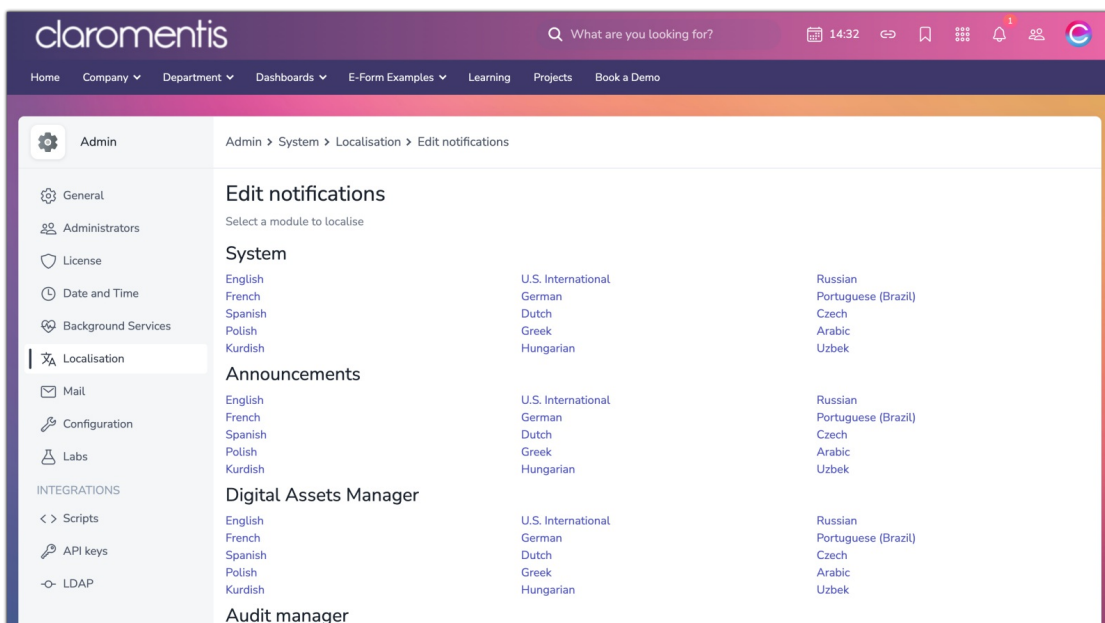 claromentis
What are you looking for?
14:32
1
Home Company Department Dashboards E-Form Examples Learning Projects Book a Demo
Admin
Admin > System > Localisation > Edit notifications
General
Administrators
License
Date and Time
Background Services
Localisation
Mail
Configuration
Labs
INTEGRATIONS
Scripts
API keys
LDAP
Edit notifications
Select a module to localise
System
English U.S. International Russian
French German Portuguese (Brazil)
Spanish Dutch Czech
Polish Greek Arabic
Kurdish Hungarian Uzbek
Announcements
English U.S. International Russian
French German Portuguese (Brazil)
Spanish Dutch Czech
Polish Greek Arabic
Kurdish Hungarian Uzbek
Digital Assets Manager
English U.S. International Russian
French German Portuguese (Brazil)
Spanish Dutch Czech
Polish Greek Arabic
Kurdish Hungarian Uzbek
Audit manager